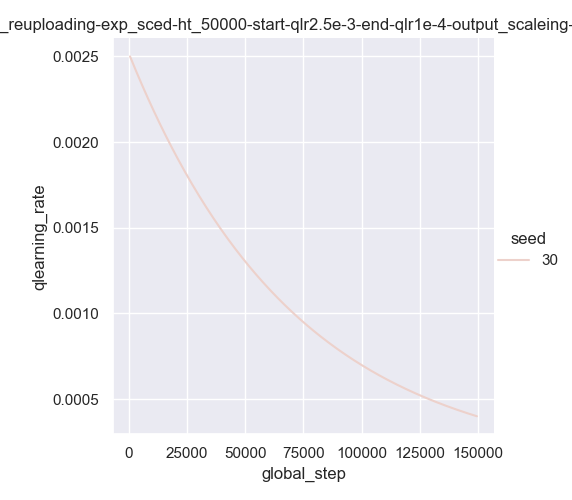 _reuploading-exp_sced-ht_50000-start-qlr2.5e-3-end-qlr1e-4-output_scaleing-
0.0025
0.0020
0.0015
0.0010
0.0005
qlearning_rate
0 25000 50000 75000 100000 125000 150000
global_step
seed
30